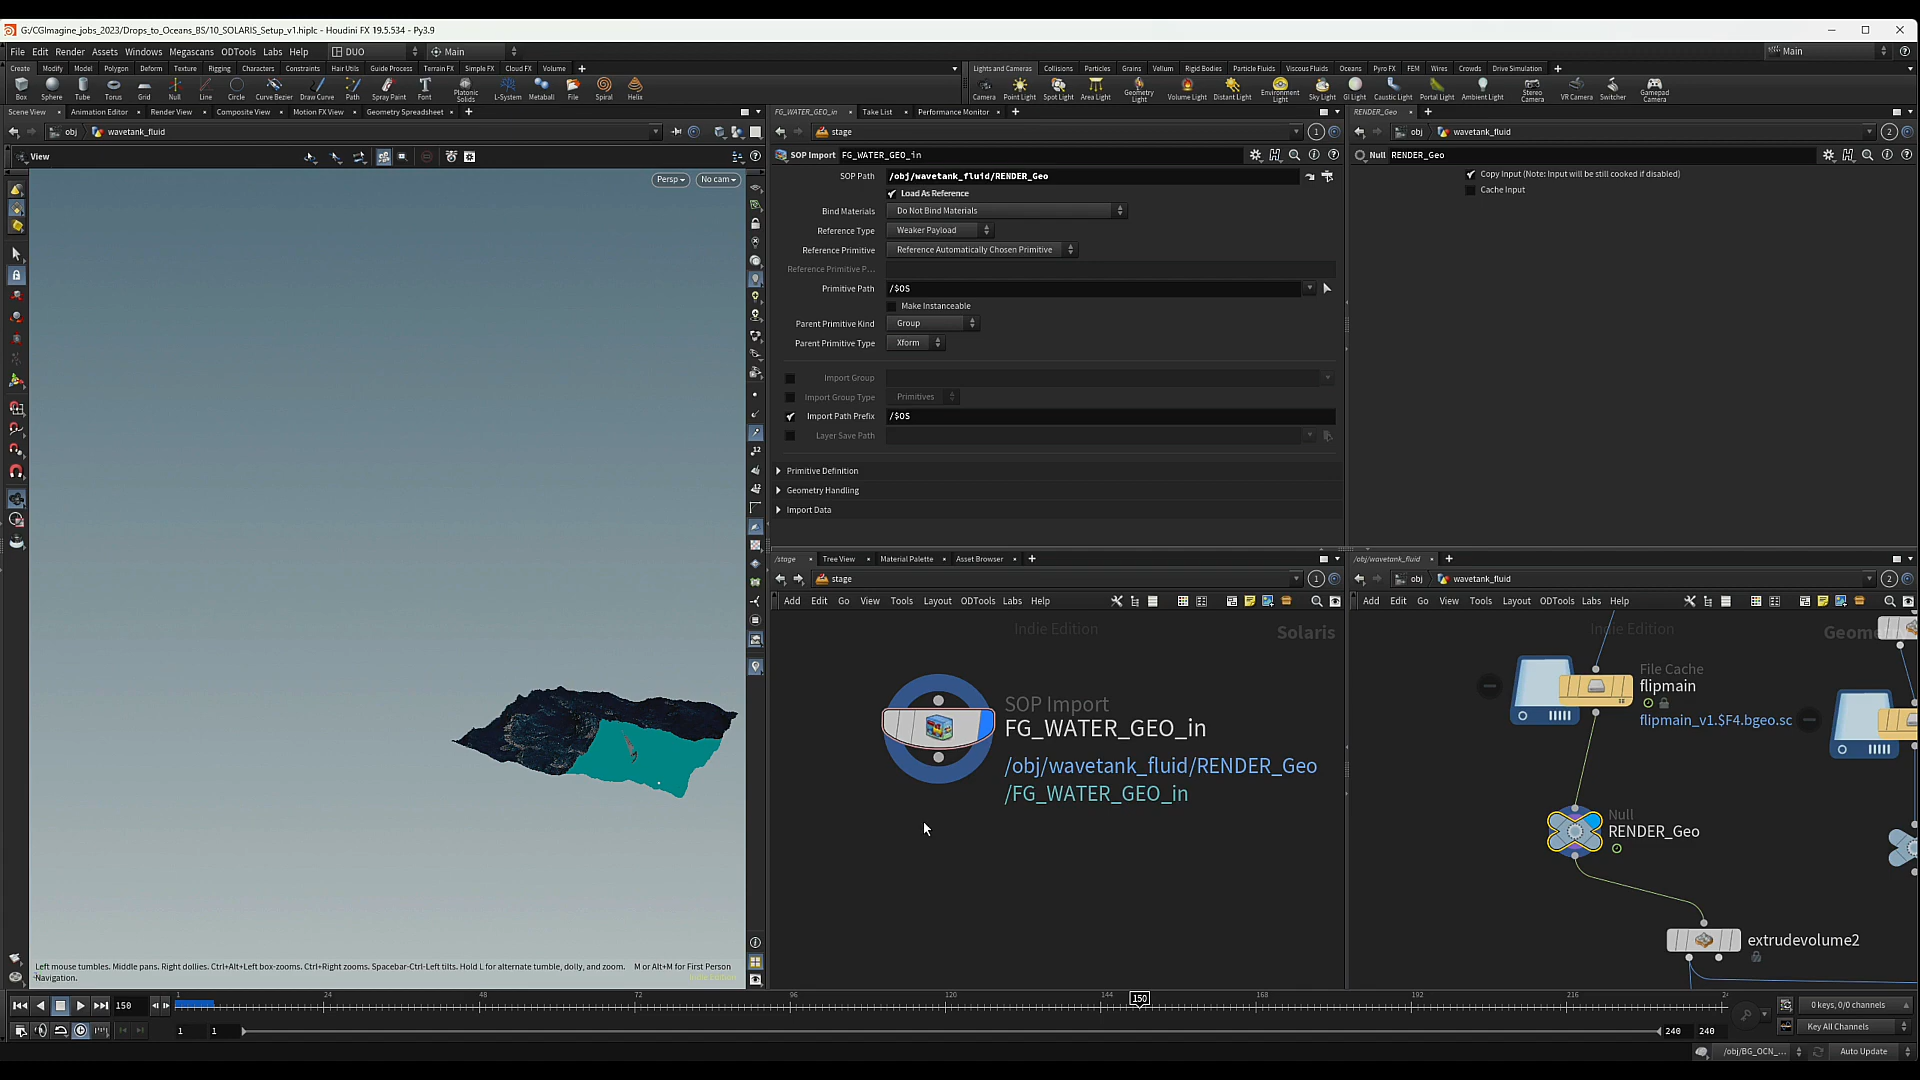 G:/CGImagine_jobs_2023/Drops_to_Oceans_BS/10_SOLARIS_Setup_v1.hiplc - Houdini FX 19.5.534 - Py3.9
File Edit Render Assets Windows Megascans ODTools Labs Help DUO Main Main
Create Modify Model Polygon Deform Texture Rigging Characters Constraints Hair Utils Guide Process Terrain FX Simple FX Cloud FX Volume
Lights and Cameras Collisions Particles Grains Vellum Rigid Bodies Particle Fluids Viscous Fluids Oceans Pyro FX FEM Wires Crowds Drive Simulation
Box Sphere Tube Torus Grid Null Line Circle Curve Bezier Draw Curve Path Spray Paint Font Platonic Solids L-System Metaball File Spiral Helix
Camera Point Light Spot Light Area Light Geometry Light Volume Light Distant Light Environment Light Sky Light GI Light Caustic Light Portal Light Ambient Light Stereo Camera VR Camera Switcher Gamepad Camera
Scene View Animation Editor Render View Composite View Motion FX View Geometry Spreadsheet
FG_WATER_GEO_in Take List Performance Monitor
RENDER_Geo
obj wavetank_fluid
stage 1
obj wavetank_fluid 2
View
SOP Import FG_WATER_GEO_in
Null RENDER_Geo
Persp No cam
SOP Path /obj/wavetank_fluid/RENDER_Geo
Load As Reference
Bind Materials Do Not Bind Materials
Reference Type Weaker Payload
Reference Primitive Reference Automatically Chosen Primitive
Reference Primitive P...
Primitive Path /$OS
Make Instanceable
Parent Primitive Kind Group
Parent Primitive Type Xform
Import Group
Import Group Type Primitives
Import Path Prefix /$OS
Layer Save Path
Primitive Definition
Geometry Handling
Import Data
Copy Input (Note: Input will be still cooked if disabled)
Cache Input
/stage Tree View Material Palette Asset Browser
stage 1
Add Edit Go View Tools Layout ODTools Labs Help
Indie Edition
Solaris
SOP Import
FG_WATER_GEO_in
/obj/wavetank_fluid/RENDER_Geo
/FG_WATER_GEO_in
/obj/wavetank_fluid
obj wavetank_fluid 2
Add Edit Go View Tools Layout ODTools Labs Help
Indie Edition
Geom
File Cache
flipmain
flipmain_v1.$F4.bgeo.sc
Null
RENDER_Geo
extrudevolume2
Left mouse tumbles. Middle pans. Right dollies. Ctrl+Alt+Left box-zooms. Ctrl+Right zooms. Spacebar-Ctrl-Left tilts. Hold L for alternate tumble, dolly, and zoom. M or Alt+M for First Person
Navigation.
150 1 24 48 72 96 120 144 150 168 192 216 24
0 keys, 0/0 channels
1 1 240 240
Key All Channels
/obj/BG_OCN_... Auto Update